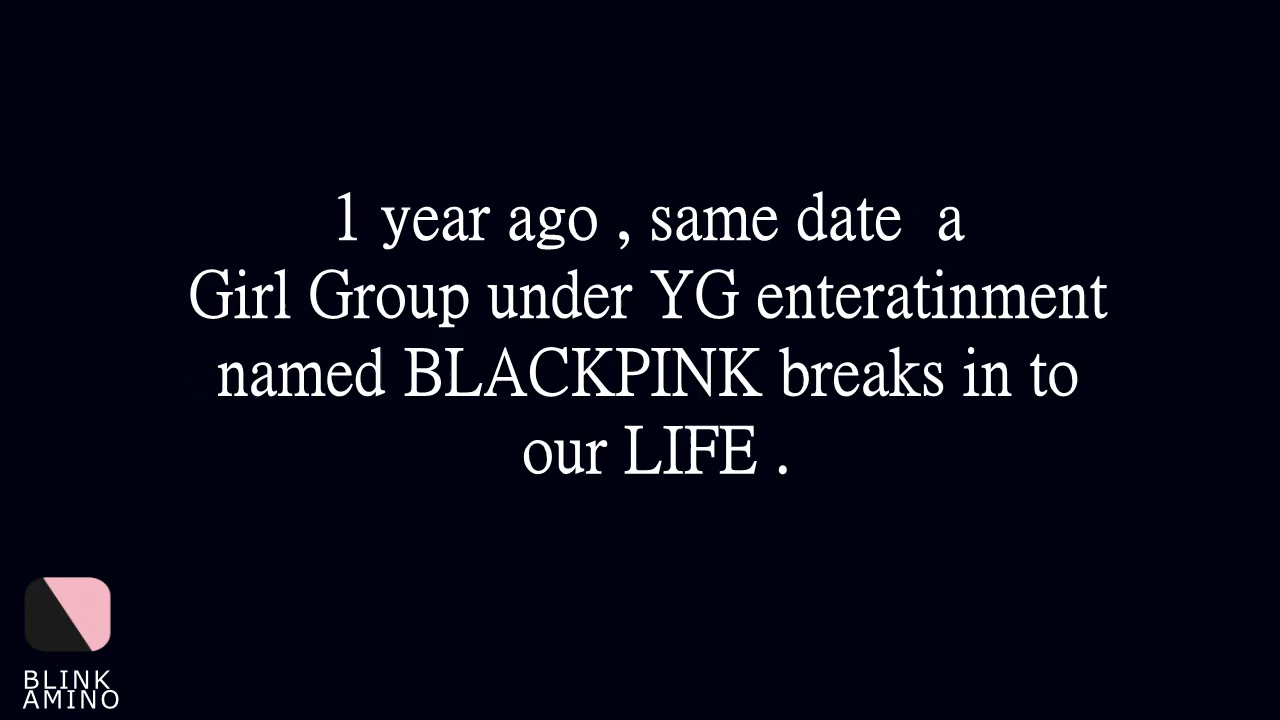 1 year ago , same date  a
Girl Group under YG enteratinment
named BLACKPINK breaks in to
our LIFE .
BLINK
AMINO